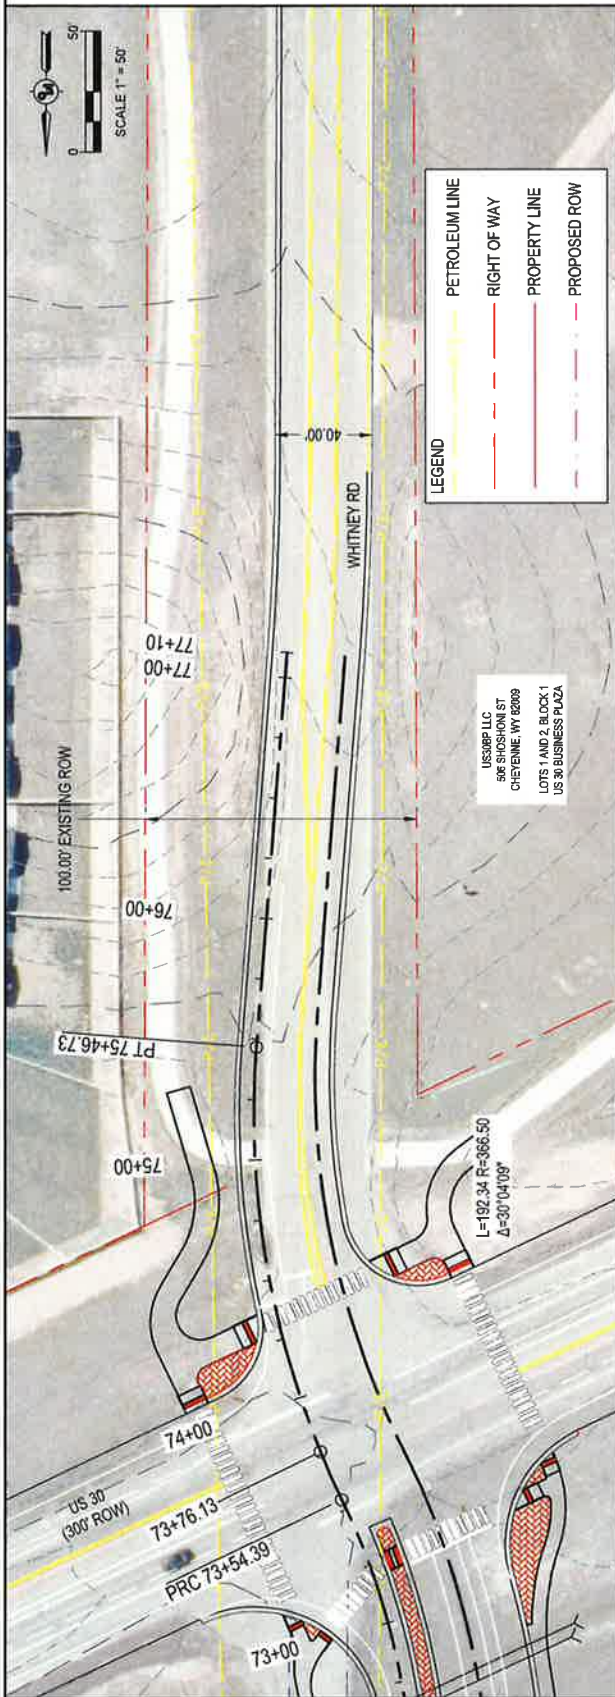 50'
0
SCALE 1" = 50'
LEGEND
PETROLEUM LINE
RIGHT OF WAY
PROPERTY LINE
PROPOSED ROW
40.00'
WHITNEY RD
77+10
77+00
100.00' EXISTING ROW
76+00
PT 75+46.73
75+00
US30BP LLC
506 SHOSHONI ST
CHEYENNE, WY 82009
LOTS 1 AND 2, BLOCK 1
US 30 BUSINESS PLAZA
L=192.34 R=366.50
Δ=30°04'09"
74+00
US 30
(300' ROW)
73+76.13
PRC 73+54.39
73+00